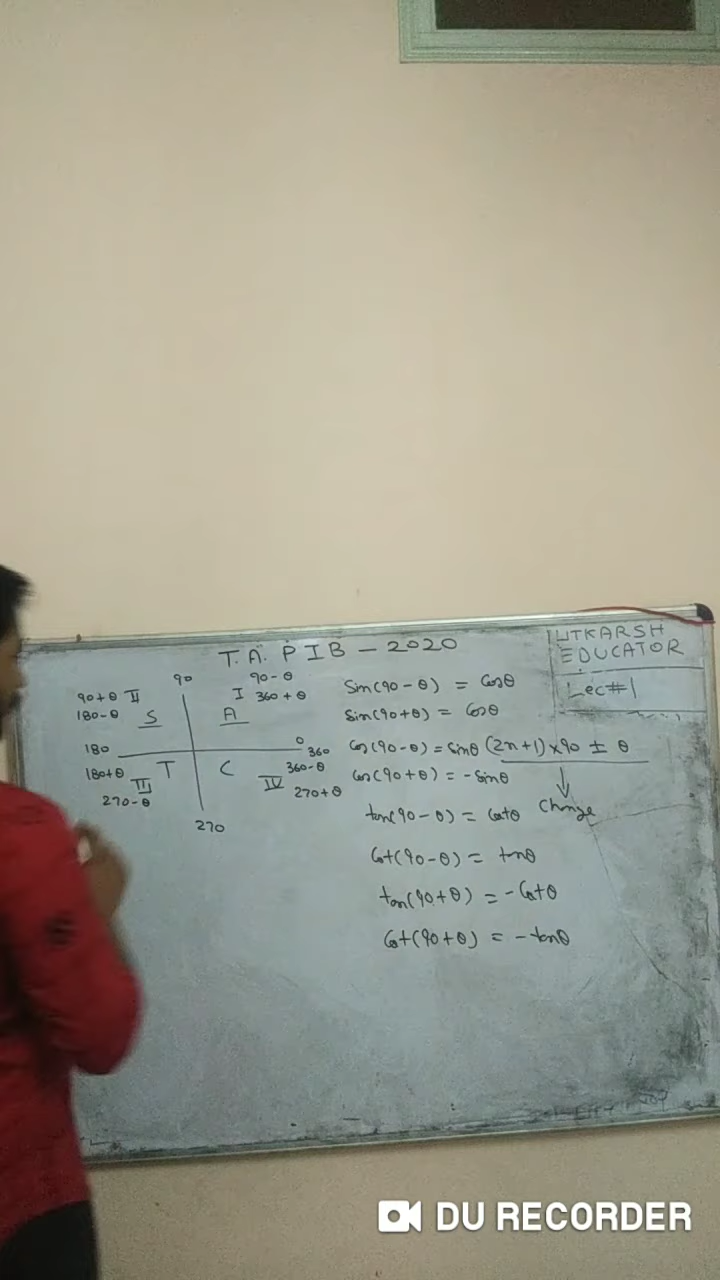 T.A. PIB - 2020
UTKARSH
EDUCATOR
Lec#1
90
90+θ II
180-θ
S
90-θ
I 360+θ
A
180
0
360
180+θ
III
270-θ
T
C
360-θ
IV
270+θ
270
Sin(90-θ) = Cosθ
Sin(90+θ) = Cosθ
Cos(90-θ) = Sinθ
Cos(90+θ) = -Sinθ
tan(90-θ) = Cotθ
Cot(90-θ) = tanθ
tan(90+θ) = -Cotθ
Cot(90+θ) = -tanθ
(2n+1)×90 ± θ
↓
Change
DU RECORDER